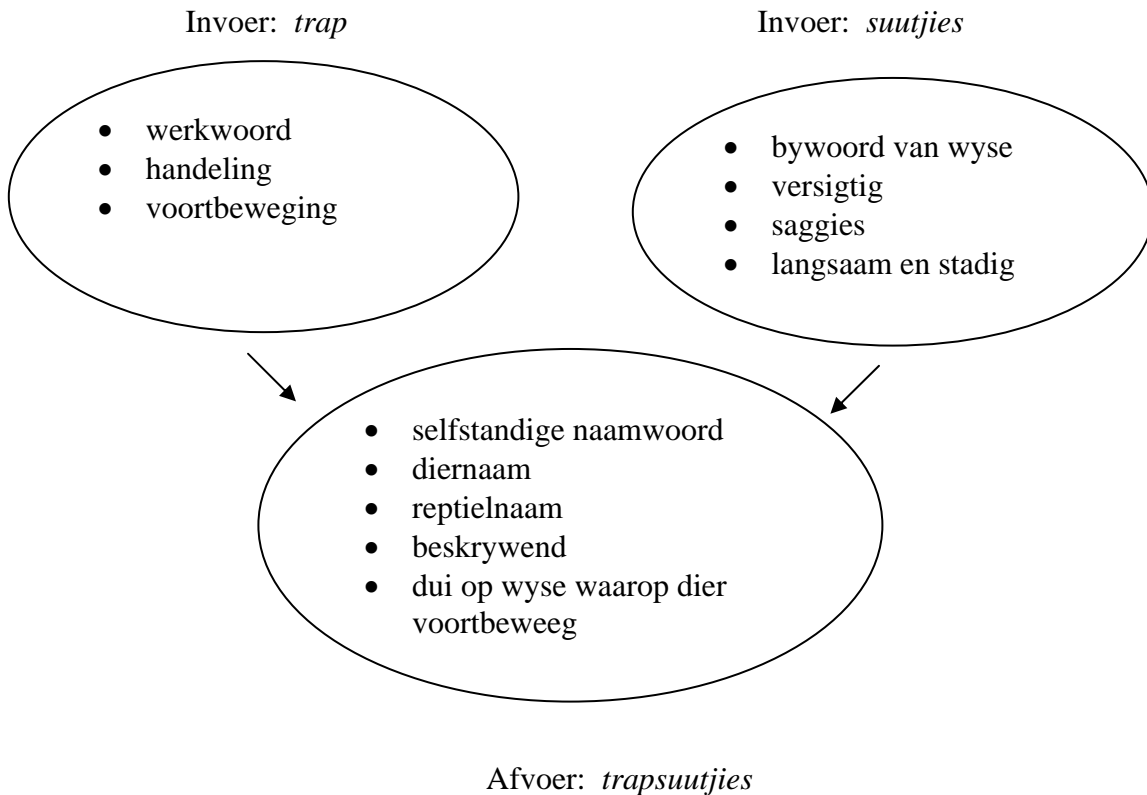 Invoer: trap
Invoer: suutjies
• werkwoord
• handeling
• voortbeweging
• bywoord van wyse
• versigtig
• saggies
• langsaam en stadig
• selfstandige naamwoord
• diernaam
• reptielnaam
• beskrywend
• dui op wyse waarop dier
voortbeweeg
Afvoer: trapsuutjies